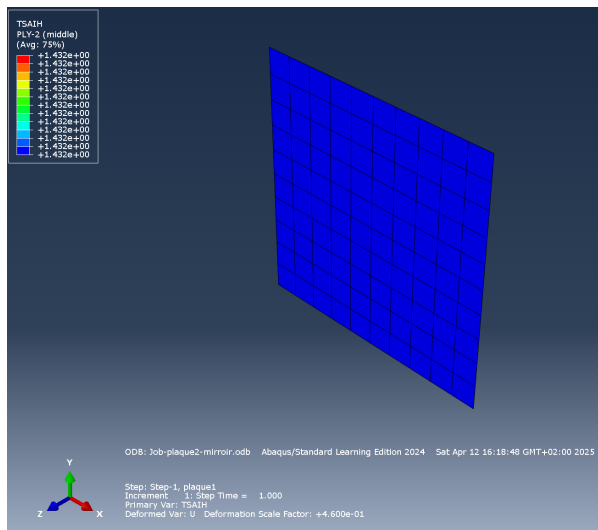 TSAIH
PLY-2 (middle)
(Avg: 75%)
+1.432e+00
+1.432e+00
+1.432e+00
+1.432e+00
+1.432e+00
+1.432e+00
+1.432e+00
+1.432e+00
+1.432e+00
+1.432e+00
+1.432e+00
+1.432e+00
+1.432e+00
ODB: Job-plaque2-mirroir.odb Abaqus/Standard Learning Edition 2024 Sat Apr 12 16:18:48 GMT+02:00 2025
Y
Z
X
Step: Step-1, plaque1
Increment 1: Step Time = 1.000
Primary Var: TSAIH
Deformed Var: U Deformation Scale Factor: +4.600e-01